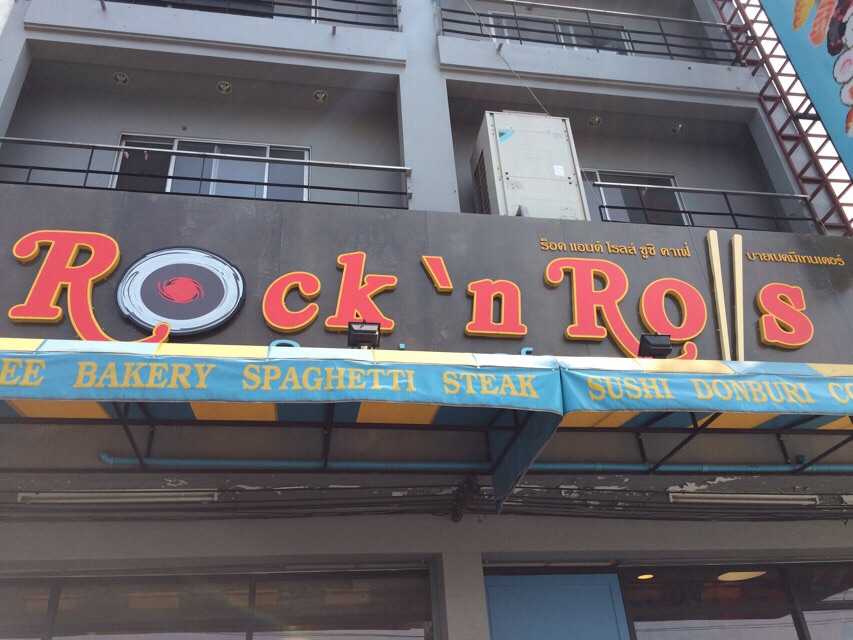 Rock 'n Rolls
ร็อค แอนด์ โรลส์ ซูชิ คาเฟ่
บายเบคมีเทนเดอร์
EE BAKERY SPAGHETTI STEAK SUSHI DONBURI CO